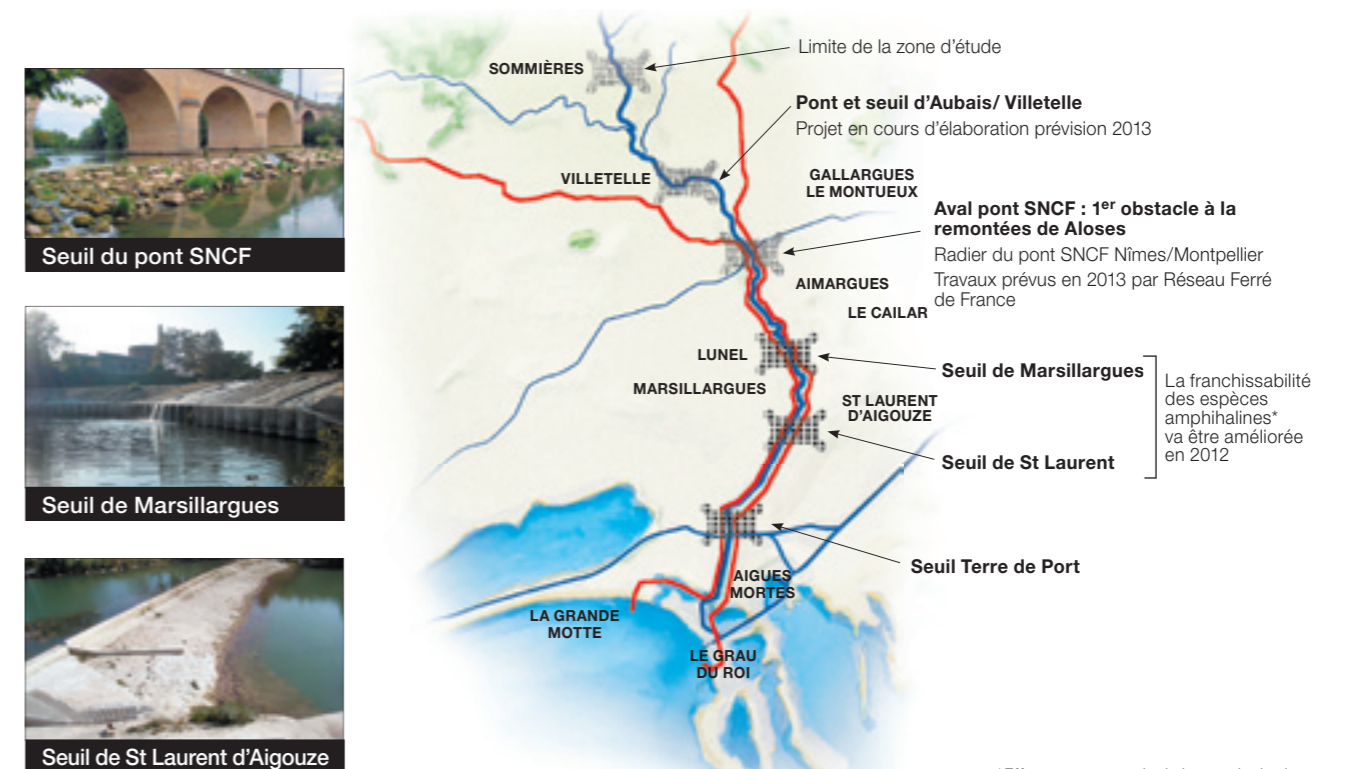 Seuil du pont SNCF
Seuil de Marsillargues
Seuil de St Laurent d'Aigouze
Limite de la zone d'étude
SOMMIÈRES
Pont et seuil d'Aubais/ Villetelle
Projet en cours d'élaboration prévision 2013
VILLETELLE
GALLARGUES
LE MONTUEUX
Aval pont SNCF : 1er obstacle à la
remontées de Aloses
Radier du pont SNCF Nîmes/Montpellier
Travaux prévus en 2013 par Réseau Ferré
de France
AIMARGUES
LE CAILAR
LUNEL
Seuil de Marsillargues
MARSILLARGUES
ST LAURENT
D'AIGOUZE
Seuil de St Laurent
La franchissabilité
des espèces
amphihalines*
va être améliorée
en 2012
Seuil Terre de Port
AIGUES
MORTES
LA GRANDE
MOTTE
LE GRAU
DU ROI